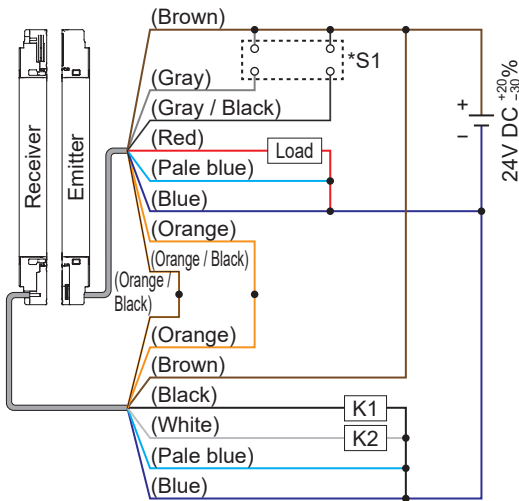 (Brown)
*S1
(Gray)
(Gray / Black)
(Red)
Load
(Pale blue)
(Blue)
(Orange)
(Orange / Black)
(Orange /
Black)
(Orange)
(Brown)
(Black)
K1
(White)
K2
(Pale blue)
(Blue)
Receiver
Emitter
+
−
24V DC +20 −30 %